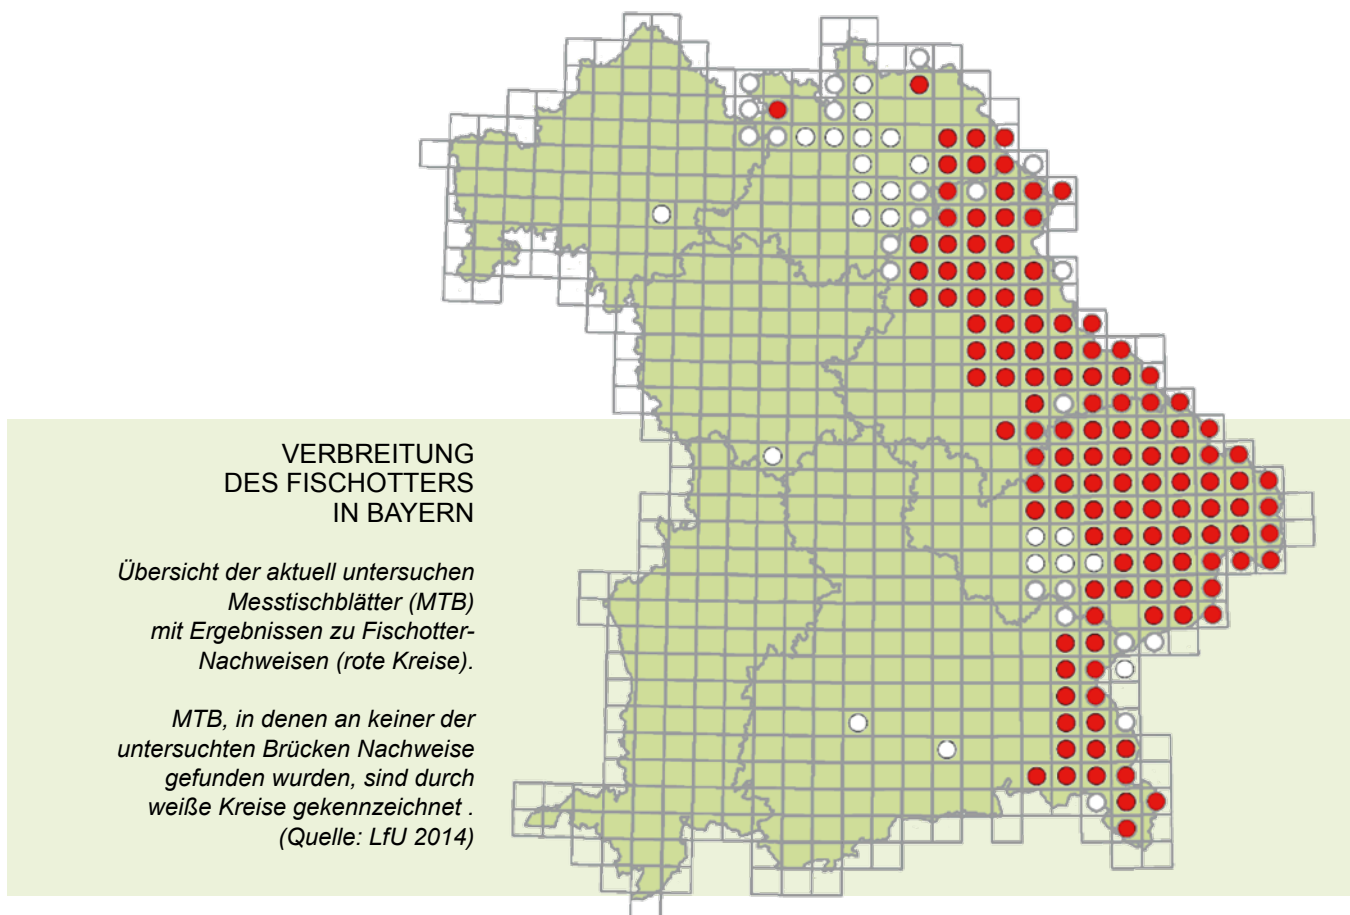 VERBREITUNG
DES FISCHOTTERS
IN BAYERN
Übersicht der aktuell untersuchen
Messtischblätter (MTB)
mit Ergebnissen zu Fischotter-
Nachweisen (rote Kreise).
MTB, in denen an keiner der
untersuchten Brücken Nachweise
gefunden wurden, sind durch
weiße Kreise gekennzeichnet .
(Quelle: LfU 2014)